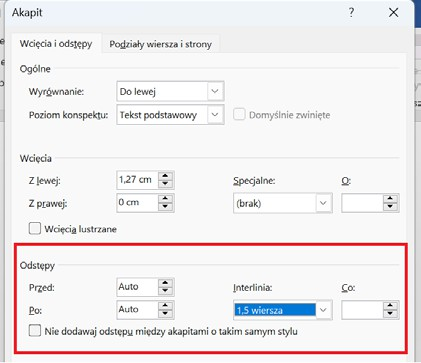 Akapit ? ×
Wcięcia i odstępy Podziały wiersza i strony
Ogólne
Wyrównanie: Do lewej
Poziom konspektu: Tekst podstawowy Domyślnie zwinięte
Wcięcia
Z lewej: 1,27 cm Specjalne: O:
Z prawej: 0 cm (brak)
Wcięcia lustrzane
Odstępy
Przed: Auto Interlinia: Co:
Po: Auto 1,5 wiersza
Nie dodawaj odstępu między akapitami o takim samym stylu